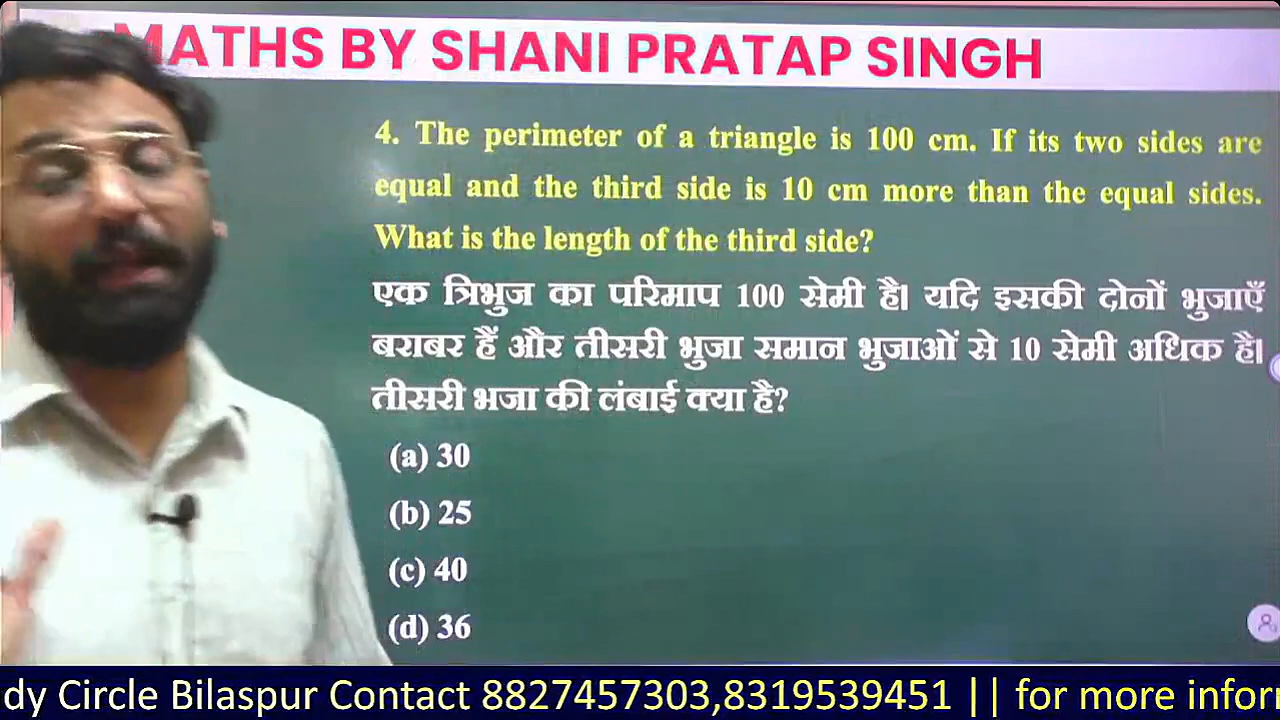 MATHS BY SHANI PRATAP SINGH
4. The perimeter of a triangle is 100 cm. If its two sides are
equal and the third side is 10 cm more than the equal sides.
What is the length of the third side?
एक त्रिभुज का परिमाप 100 सेमी है। यदि इसकी दोनों भुजाएँ
बराबर हैं और तीसरी भुजा समान भुजाओं से 10 सेमी अधिक है।
तीसरी भजा की लंबाई क्या है?
(a) 30
(b) 25
(c) 40
(d) 36
dy Circle Bilaspur Contact 8827457303,8319539451 || for more infor